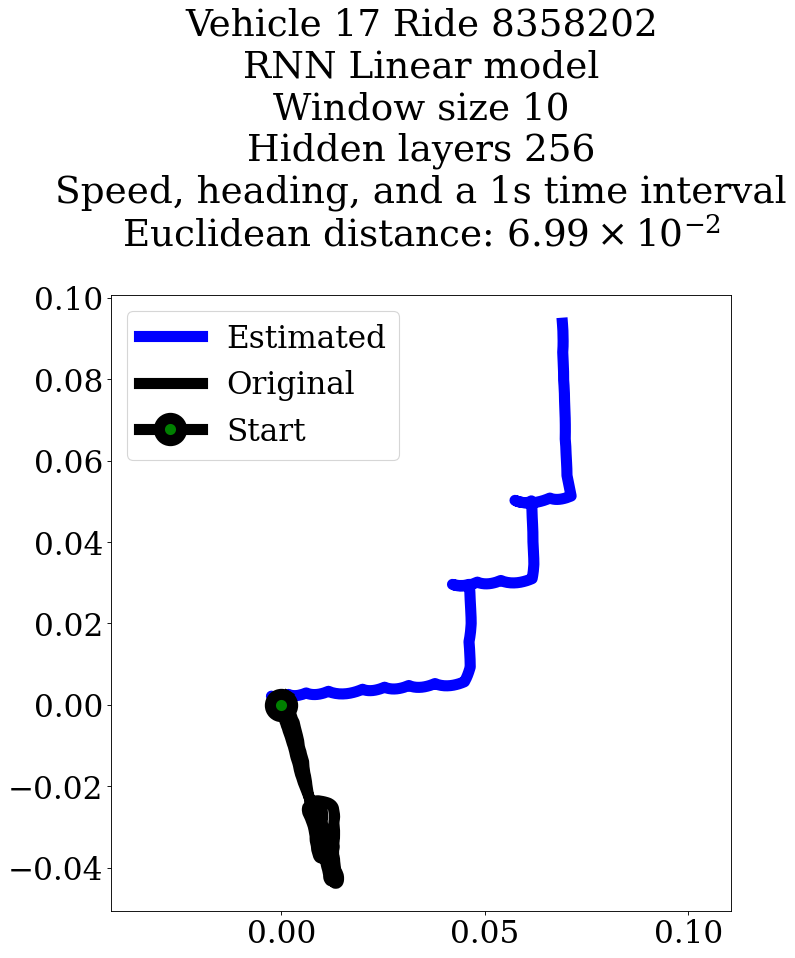 Vehicle 17 Ride 8358202
RNN Linear model
Window size 10
Hidden layers 256
Speed, heading, and a 1s time interval
Euclidean distance: 6.99 × 10⁻²
0.10
0.08
0.06
0.04
0.02
0.00
−0.02
−0.04
Estimated
Original
Start
0.00 0.05 0.10